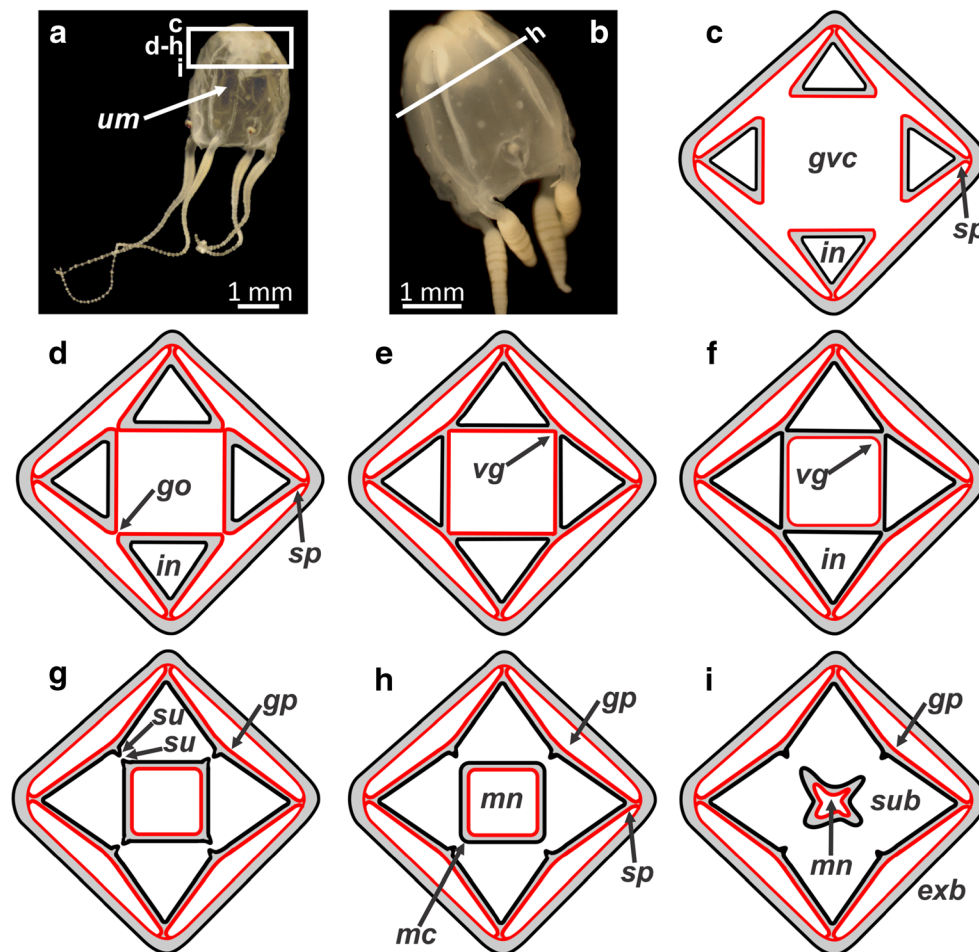 a
c
d-h
i
um
1 mm
b
h
1 mm
c
gvc
in
sp
d
go
in
sp
e
vg
f
vg
in
g
su
su
gp
h
gp
mn
mc
sp
i
gp
sub
mn
exb